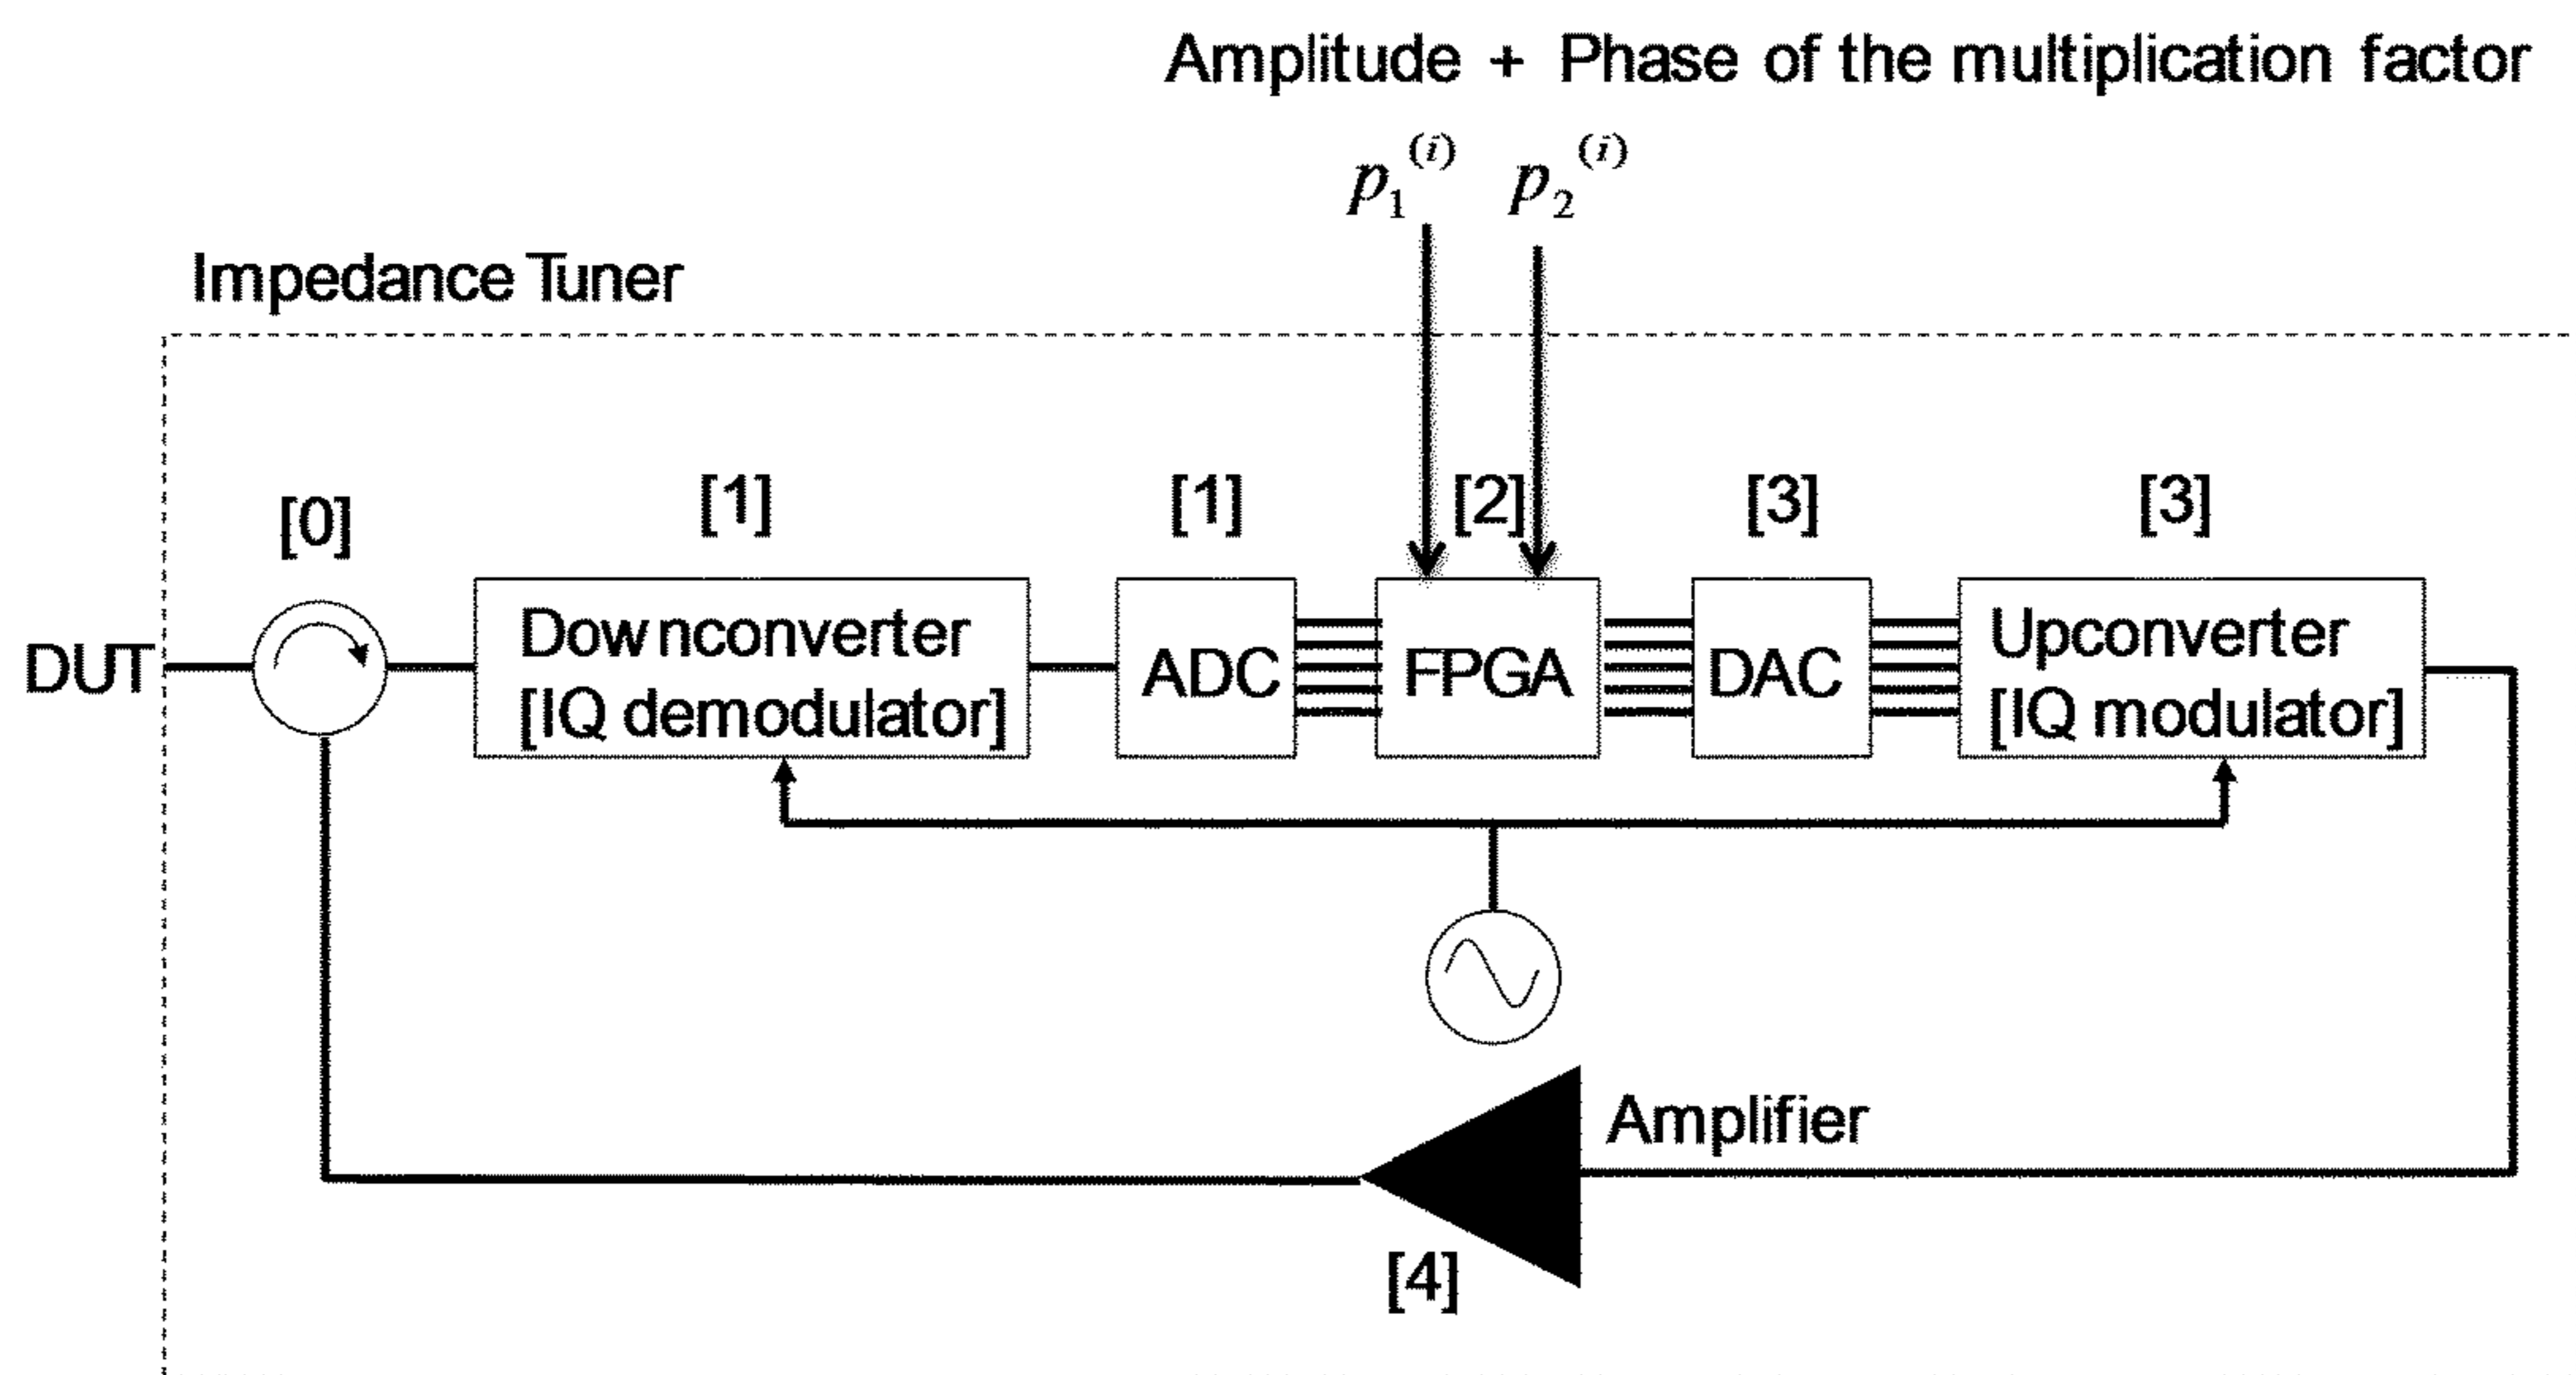 Amplitude + Phase of the multiplication factor
p₁⁽ⁱ⁾ p₂⁽ⁱ⁾
Impedance Tuner
[0] [1] [1] [2] [3] [3]
DUT
Downconverter
[IQ demodulator]
ADC
FPGA
DAC
Upconverter
[IQ modulator]
Amplifier
[4]